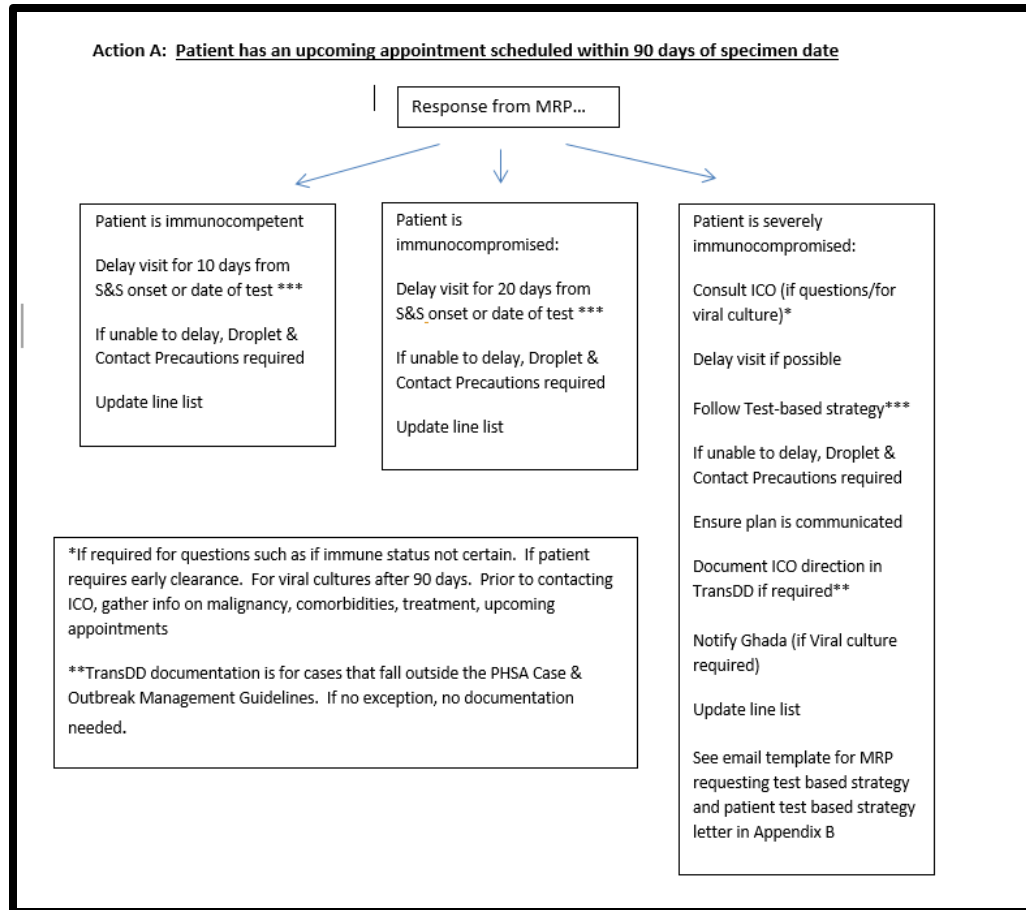 Action A: Patient has an upcoming appointment scheduled within 90 days of specimen date
Response from MRP...
Patient is immunocompetent
Delay visit for 10 days from
S&S onset or date of test ***
If unable to delay, Droplet &
Contact Precautions required
Update line list
Patient is
immunocompromised:
Delay visit for 20 days from
S&S onset or date of test ***
If unable to delay, Droplet &
Contact Precautions required
Update line list
Patient is severely
immunocompromised:
Consult ICO (if questions/for
viral culture)*
Delay visit if possible
Follow Test-based strategy***
If unable to delay, Droplet &
Contact Precautions required
Ensure plan is communicated
Document ICO direction in
TransDD if required**
Notify Ghada (if Viral culture
required)
Update line list
See email template for MRP
requesting test based strategy
and patient test based strategy
letter in Appendix B
*If required for questions such as if immune status not certain. If patient
requires early clearance. For viral cultures after 90 days. Prior to contacting
ICO, gather info on malignancy, comorbidities, treatment, upcoming
appointments
**TransDD documentation is for cases that fall outside the PHSA Case &
Outbreak Management Guidelines. If no exception, no documentation
needed.